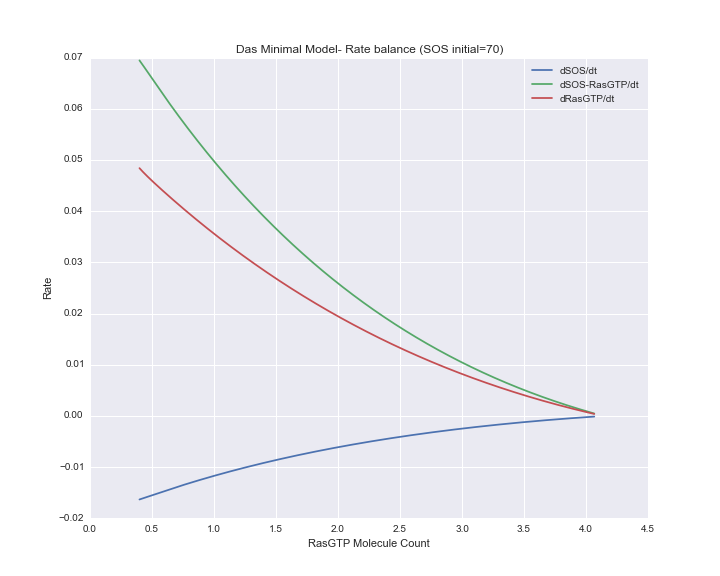 Das Minimal Model- Rate balance (SOS initial=70)
dSOS/dt
dSOS-RasGTP/dt
dRasGTP/dt
Rate
0.07
0.06
0.05
0.04
0.03
0.02
0.01
0.00
−0.01
−0.02
0.0 0.5 1.0 1.5 2.0 2.5 3.0 3.5 4.0 4.5
RasGTP Molecule Count